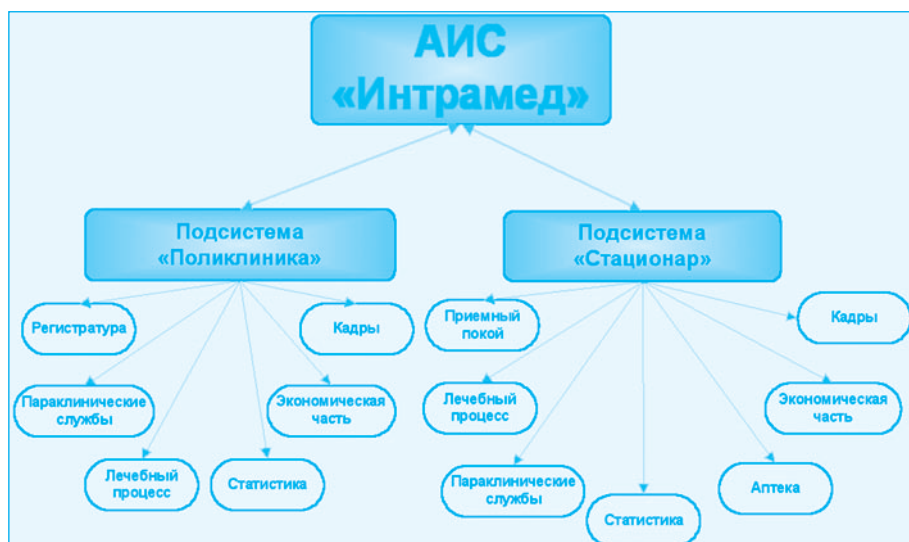 АИС
«Интрамед»
Подсистема
«Поликлиника»
Подсистема
«Стационар»
Регистратура
Кадры
Параклинические
службы
Экономическая
часть
Лечебный
процесс
Статистика
Приемный
покой
Кадры
Лечебный
процесс
Экономическая
часть
Параклинические
службы
Аптека
Статистика